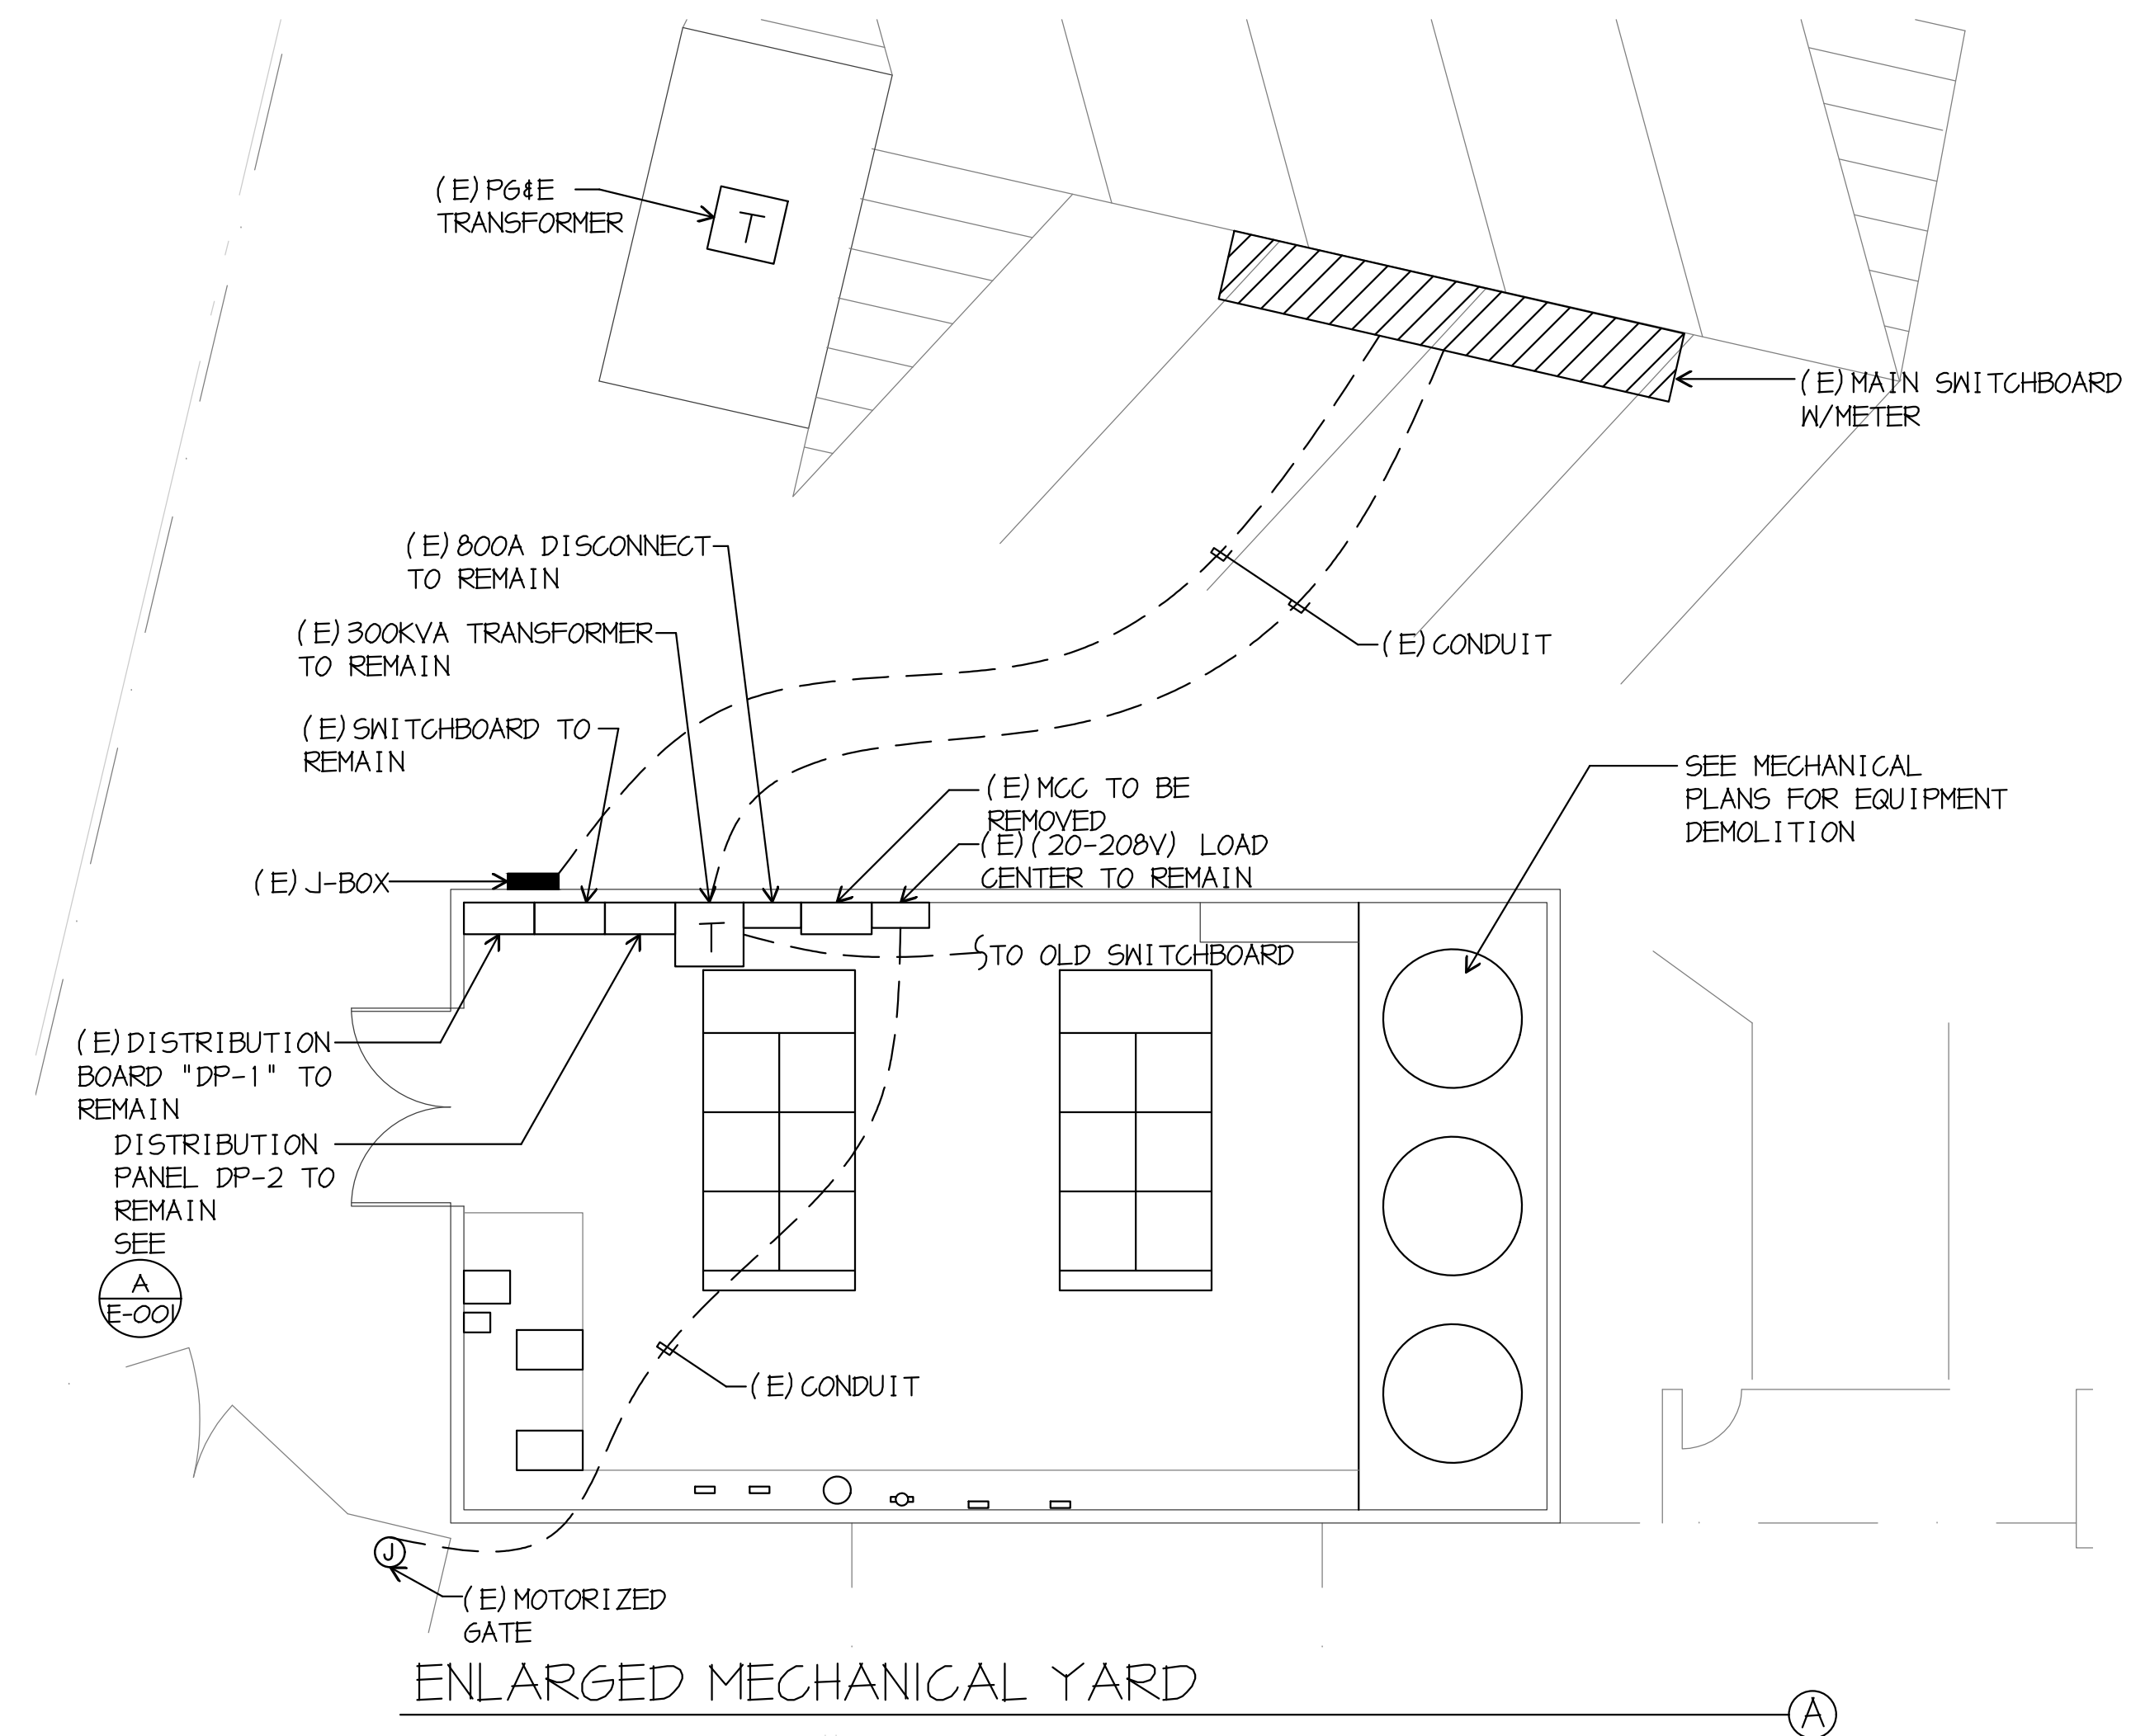 (E)PG&E
TRANSFORMER
T
(E)MAIN SWITCHBOARD
W/METER
(E)800A DISCONNECT
TO REMAIN
(E)300KVA TRANSFORMER
TO REMAIN
(E)CONDUIT
(E)SWITCHBOARD TO
REMAIN
SEE MECHANICAL
PLANS FOR EQUIPMENT
DEMOLITION
(E)MCC TO BE
REMOVED
(E)(20-208V) LOAD
CENTER TO REMAIN
(E)J-BOX
T
TO OLD SWITCHBOARD
(E)DISTRIBUTION
BOARD "DP-1" TO
REMAIN
DISTRIBUTION
PANEL DP-2 TO
REMAIN
SEE
A
E-001
(E)CONDUIT
J
(E)MOTORIZED
GATE
ENLARGED MECHANICAL YARD
A